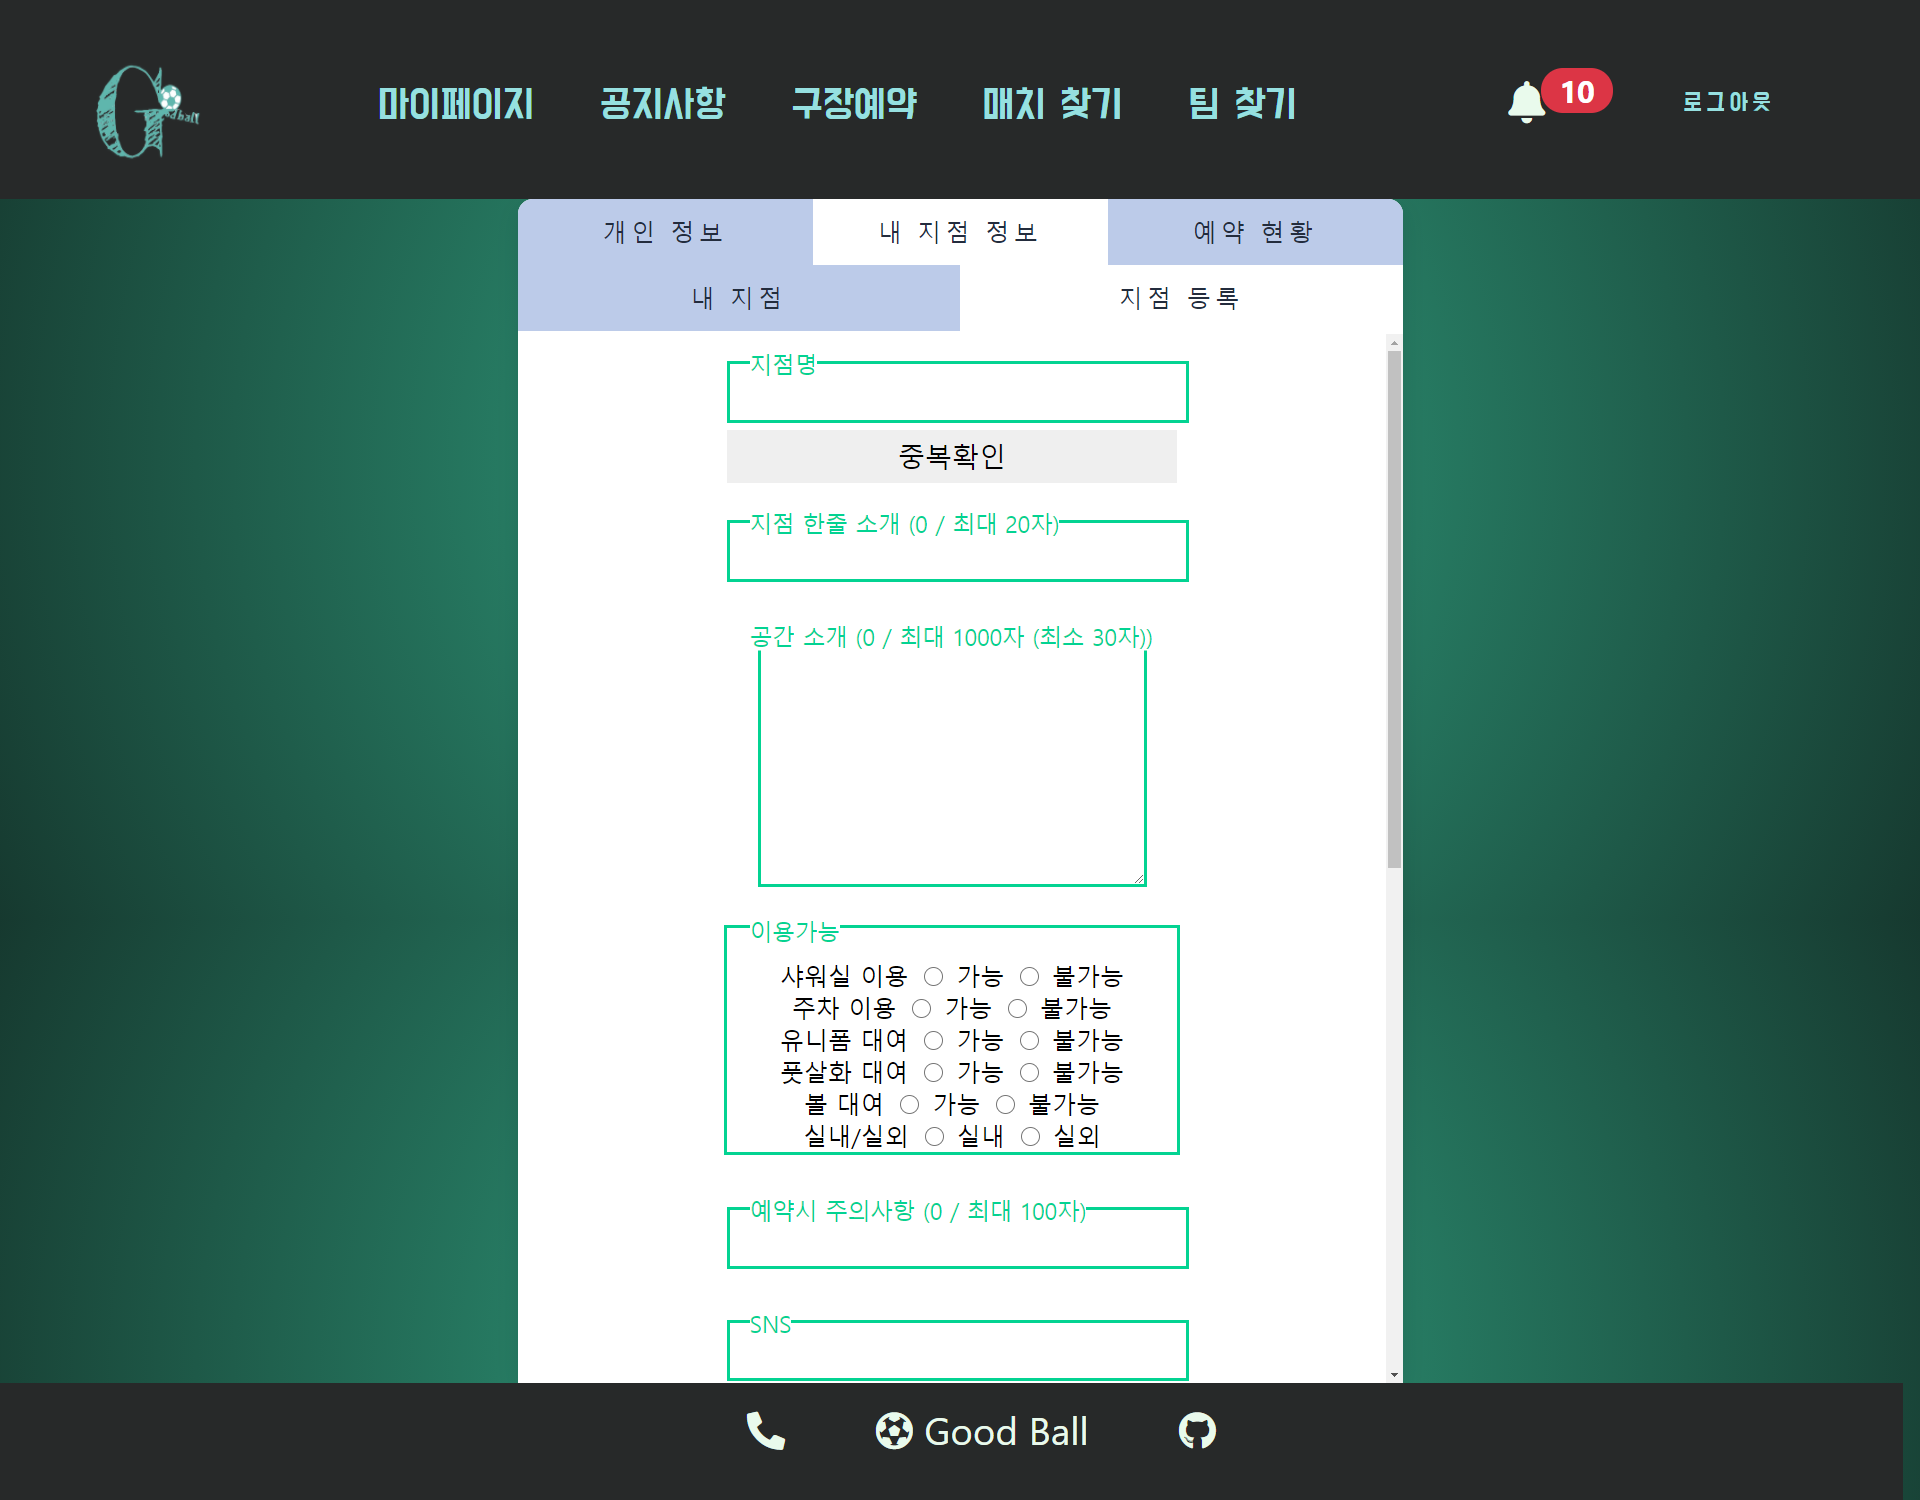 Good ball
마이페이지 공지사항 구장예약 매치 찾기 팀 찾기 10 로그아웃
개인 정보 내 지점 정보 예약 현황
내 지점 지점 등록
지점명
중복확인
지점 한줄 소개 (0 / 최대 20자)
공간 소개 (0 / 최대 1000자 (최소 30자))
이용가능
샤워실 이용 가능 불가능
주차 이용 가능 불가능
유니폼 대여 가능 불가능
풋살화 대여 가능 불가능
볼 대여 가능 불가능
실내/실외 실내 실외
예약시 주의사항 (0 / 최대 100자)
SNS
Good Ball